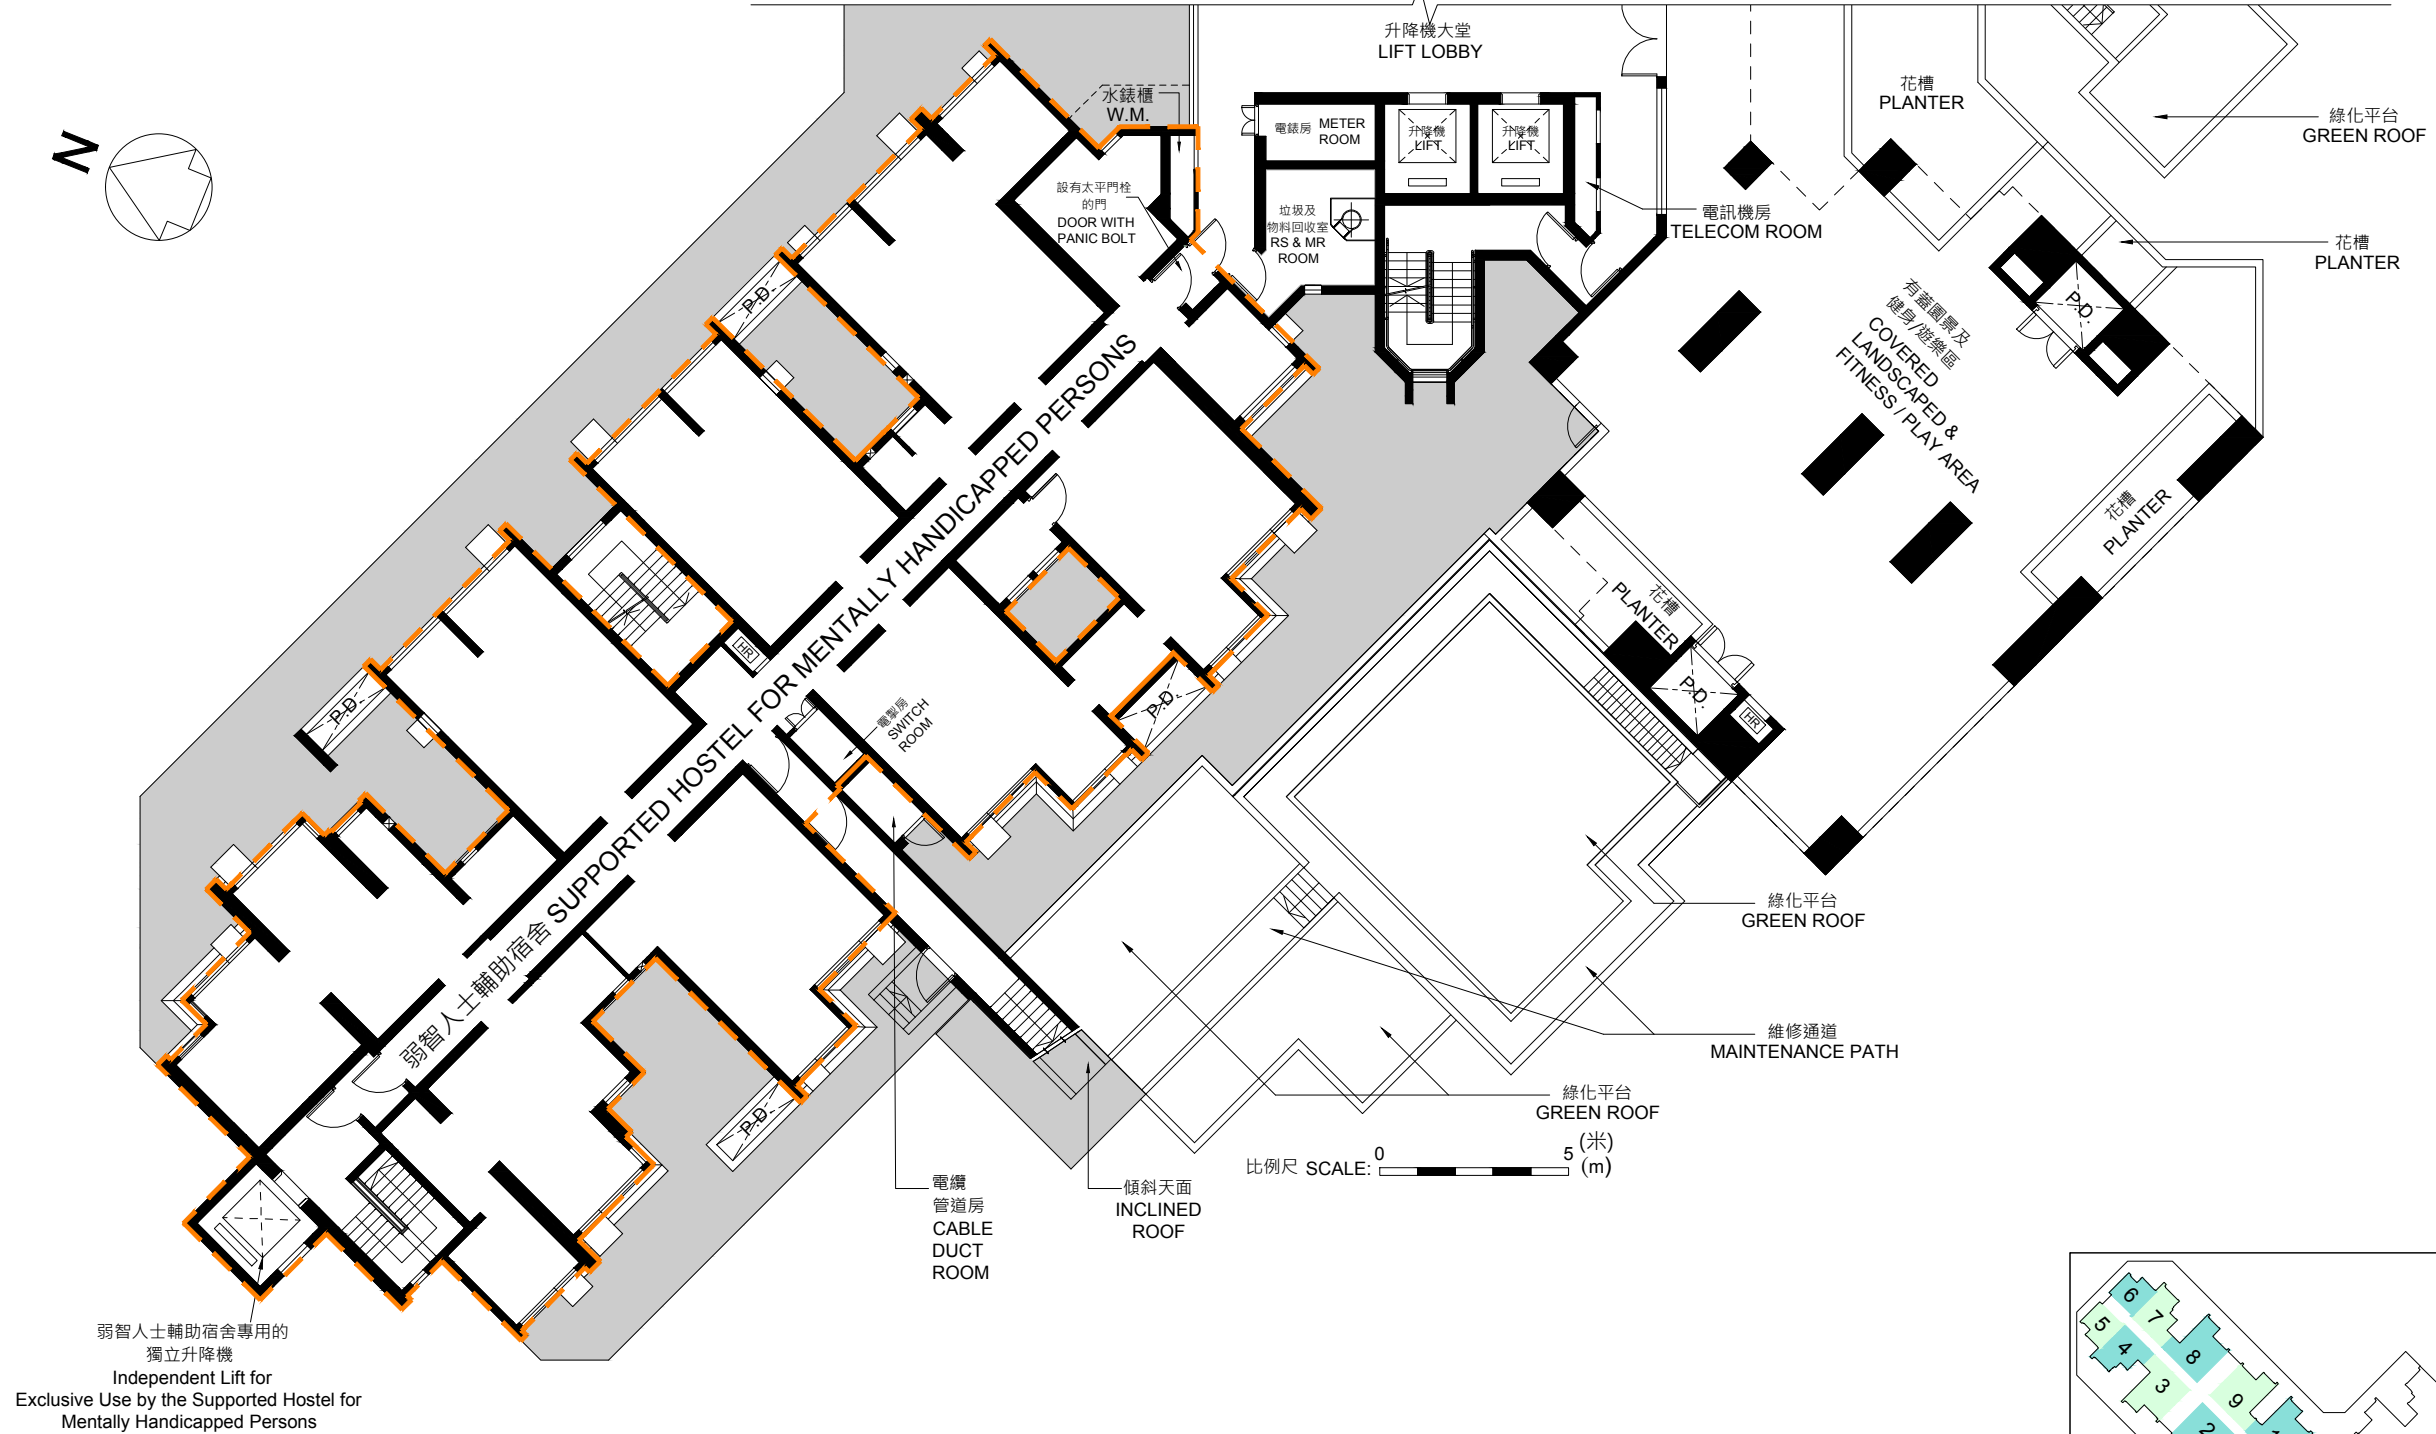 升降機大堂
LIFT LOBBY
花槽
PLANTER
綠化平台
GREEN ROOF
N
水錶櫃
W.M.
電錶房 METER
ROOM
升降機
LIFT
升降機
LIFT
設有太平門栓
的門
DOOR WITH
PANIC BOLT
垃圾及
物料回收室
RS & MR
ROOM
電訊機房
TELECOM ROOM
花槽
PLANTER
P.D.
P.D.
有蓋園景及
健身/遊樂區
COVERED
LANDSCAPED &
FITNESS / PLAY AREA
花槽
PLANTER
花槽
PLANTER
P.D.
HR
HR
P.D.
P.D.
電掣房
SWITCH
ROOM
弱智人士輔助宿舍 SUPPORTED HOSTEL FOR MENTALLY HANDICAPPED PERSONS
綠化平台
GREEN ROOF
維修通道
MAINTENANCE PATH
綠化平台
GREEN ROOF
P.D.
比例尺 SCALE: 0 5 (米)
(m)
電纜
管道房
CABLE
DUCT
ROOM
傾斜天面
INCLINED
ROOF
弱智人士輔助宿舍專用的
獨立升降機
Independent Lift for
Exclusive Use by the Supported Hostel for
Mentally Handicapped Persons
6
7
5
4
8
3
9
2